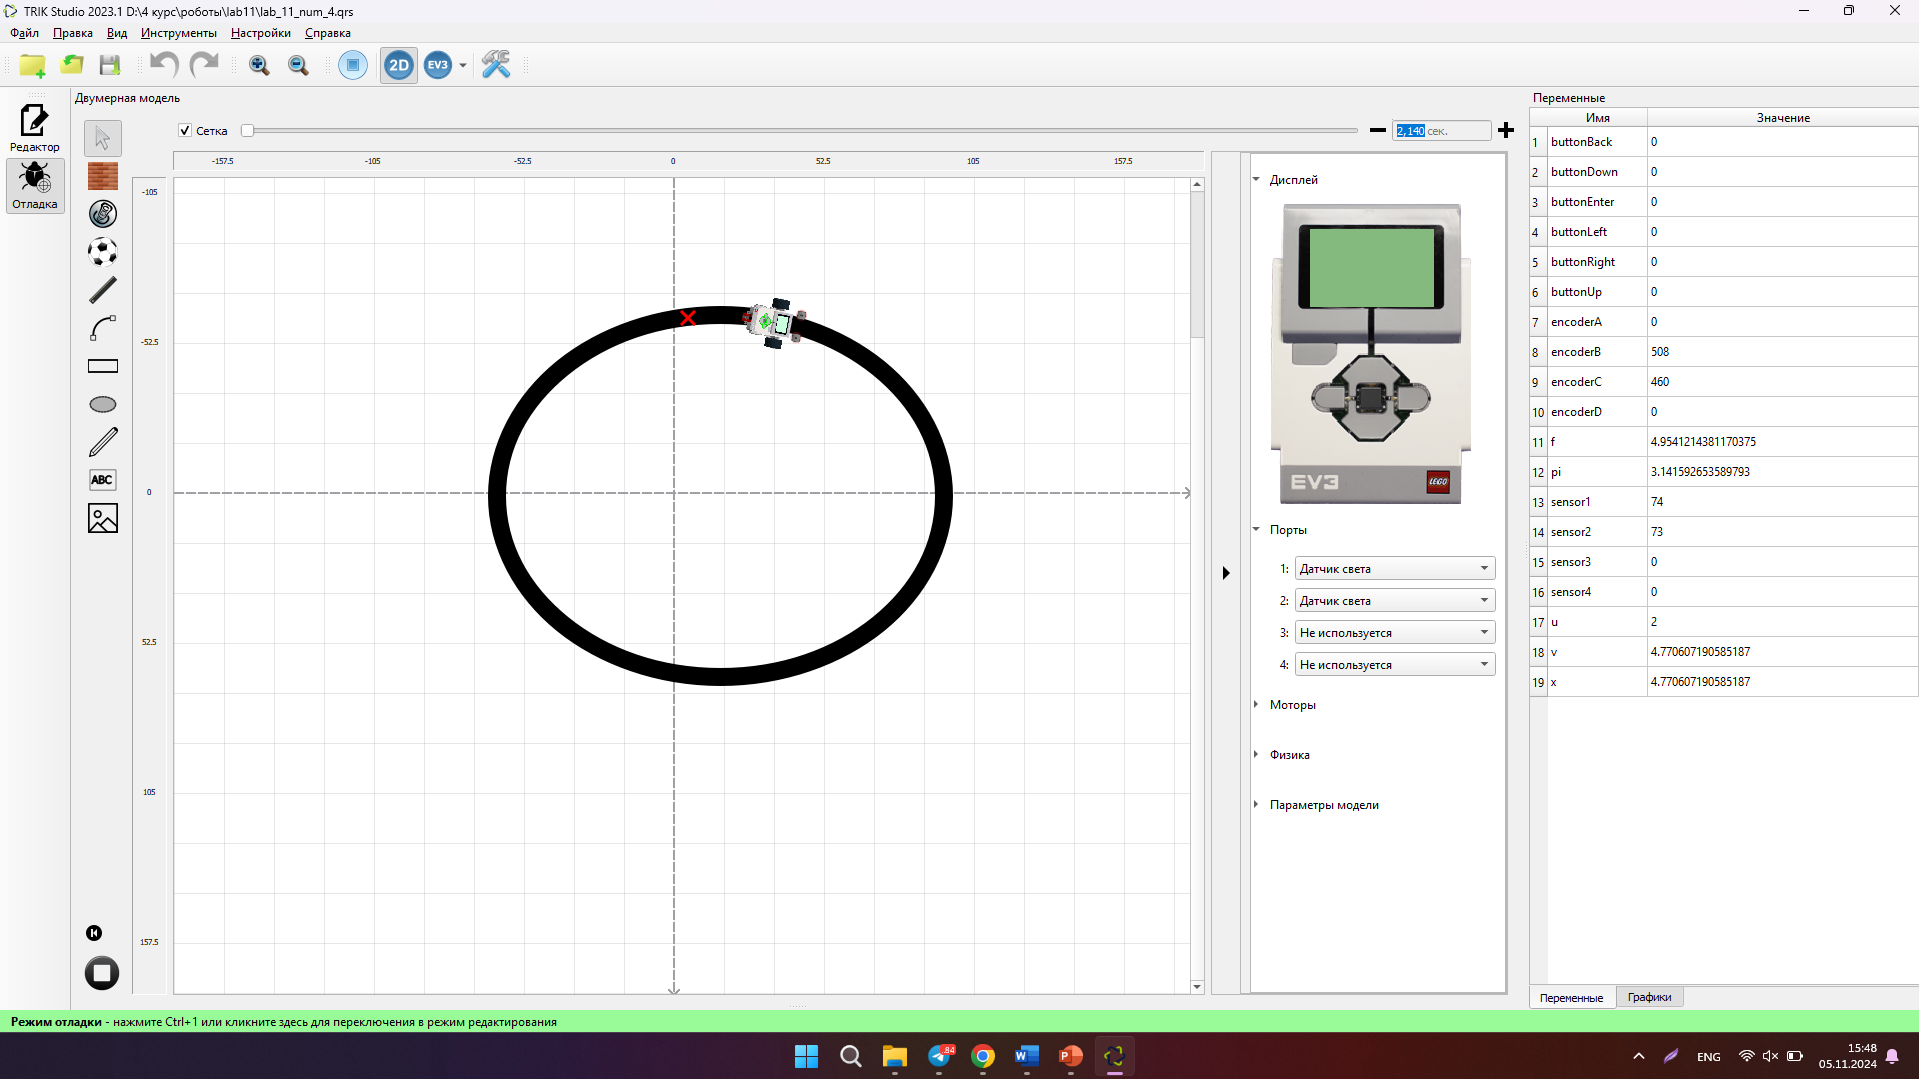 TRIK Studio 2023.1 D:\4 курс\роботы\lab11\lab_11_num_4.qrs
Файл Правка Вид Инструменты Настройки Справка
2D EV3
Двумерная модель
Редактор
Отладка
ABC
Сетка
2,140 сек.
-157.5 -105 -52.5 0 52.5 105 157.5
-105
-52.5
0
52.5
105
157.5
Дисплей
EV3 LEGO
Порты
1: Датчик света
2: Датчик света
3: Не используется
4: Не используется
Моторы
Физика
Параметры модели
Переменные
Имя Значение
1 buttonBack 0
2 buttonDown 0
3 buttonEnter 0
4 buttonLeft 0
5 buttonRight 0
6 buttonUp 0
7 encoderA 0
8 encoderB 508
9 encoderC 460
10 encoderD 0
11 f 4.9541214381170375
12 pi 3.141592653589793
13 sensor1 74
14 sensor2 73
15 sensor3 0
16 sensor4 0
17 u 2
18 v 4.770607190585187
19 x 4.770607190585187
Переменные Графики
Режим отладки - нажмите Ctrl+1 или кликните здесь для переключения в режим редактирования
84
W
P
ENG
15:48
05.11.2024